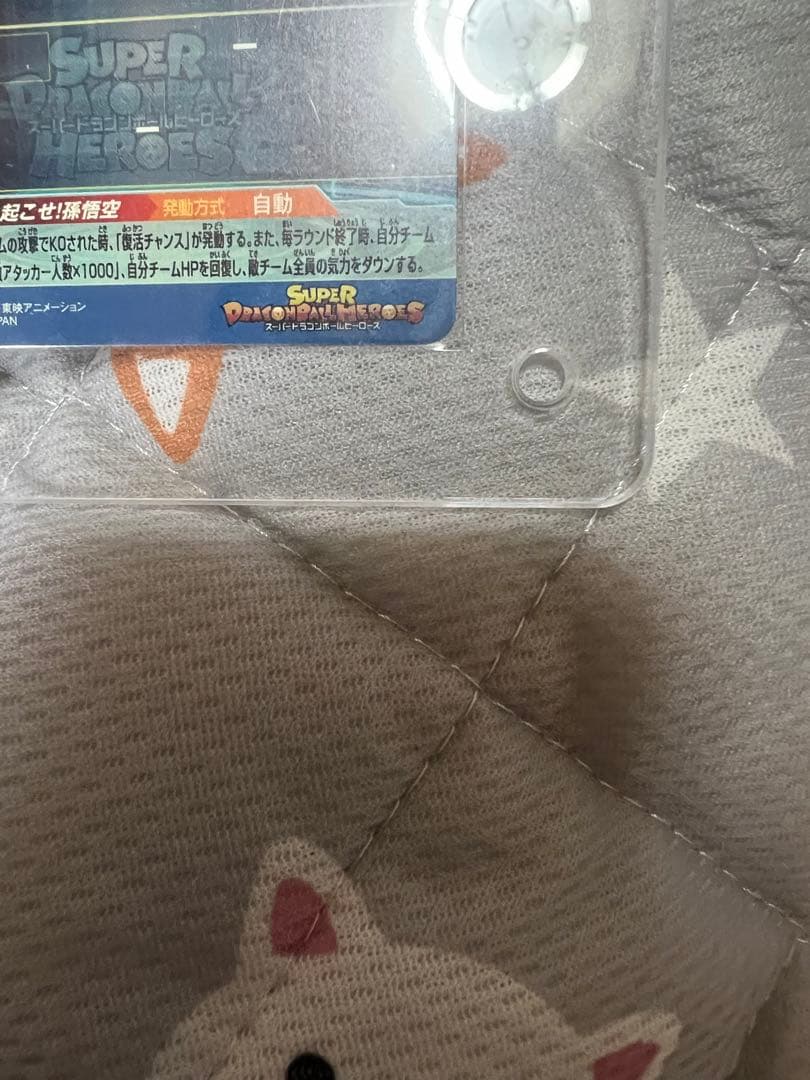 SUPER
DRAGON BALL
スーパードラゴンボールヒーローズ
HEROES
起こせ!孫悟空 発動方式 自動
ムの攻撃でKOされた時、「復活チャンス」が発動する。また、毎ラウンド終了時、自分チーム
アタッカー人数×1000」、自分チームHPを回復し、敵チーム全員の気力をダウンする。
東映アニメーション
PAN
SUPER
DRAGON BALL HEROES
スーパードラゴンボールヒーローズ